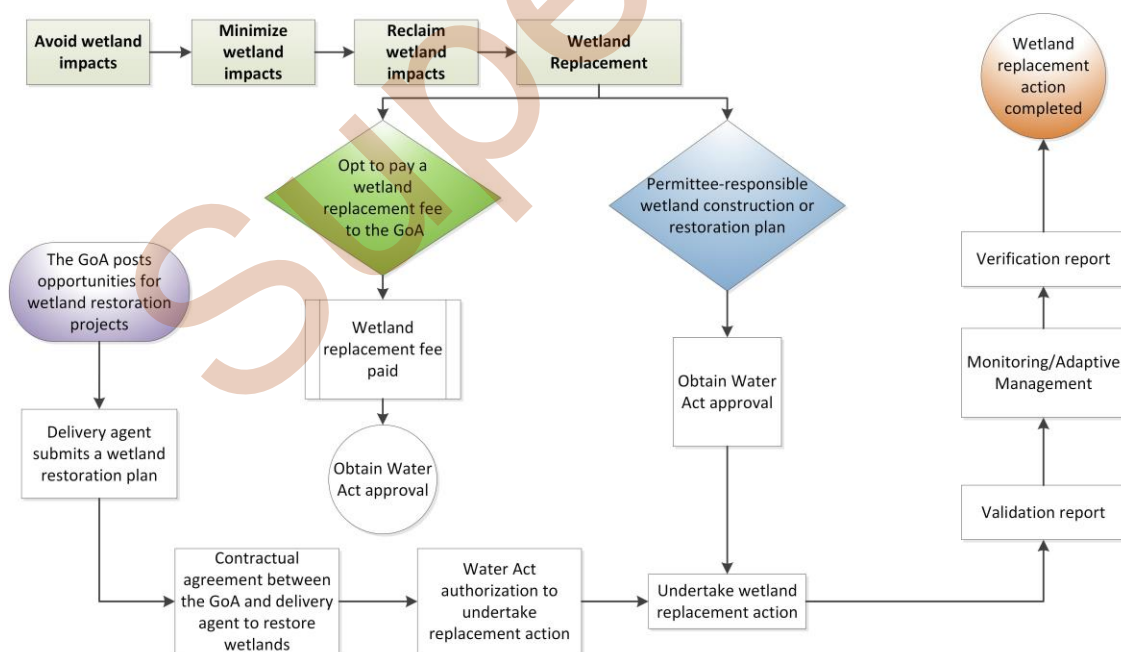 Avoid wetland
impacts
Minimize
wetland
impacts
Reclaim
wetland
impacts
Wetland
Replacement
Wetland
replacement
action
completed
Opt to pay a
wetland
replacement fee
to the GoA
Permittee-responsible
wetland construction or
restoration plan
The GoA posts
opportunities for
wetland restoration
projects
Verification report
Wetland
replacement fee
paid
Obtain Water
Act approval
Monitoring/Adaptive
Management
Delivery agent
submits a wetland
restoration plan
Obtain Water
Act approval
Validation report
Contractual
agreement between
the GoA and delivery
agent to restore
wetlands
Water Act
authorization to
undertake
replacement action
Undertake wetland
replacement action
Supe